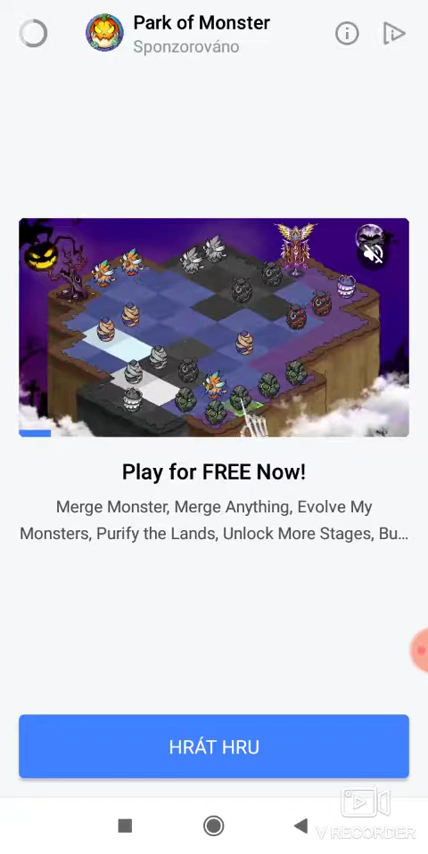 Park of Monster
Sponzorováno
Play for FREE Now!
Merge Monster, Merge Anything, Evolve My
Monsters, Purify the Lands, Unlock More Stages, Bu...
HRÁT HRU
V RECORDER